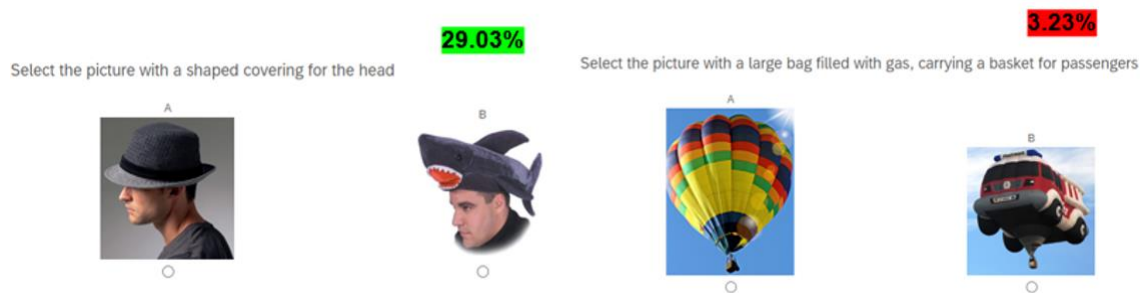 29.03%
Select the picture with a shaped covering for the head
A
B
3.23%
Select the picture with a large bag filled with gas, carrying a basket for passengers
A
B